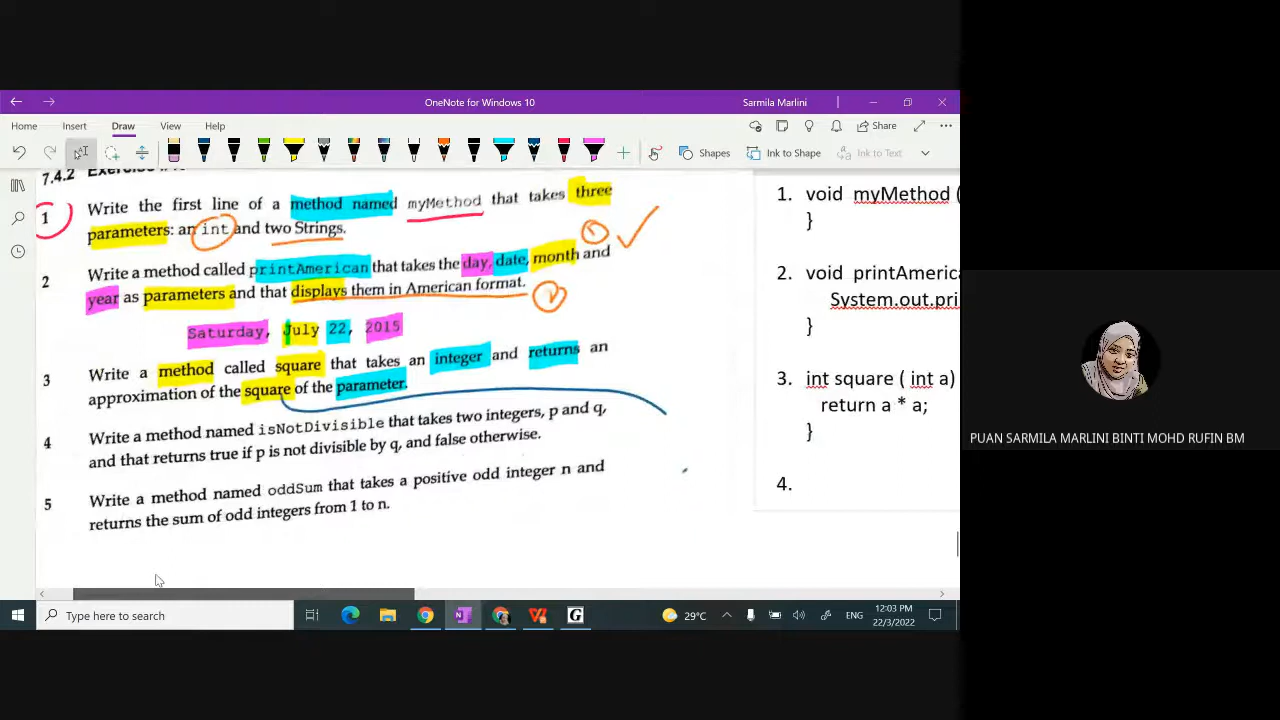 OneNote for Windows 10
Sarmila Marlini
Home Insert Draw View Help
Share
Shapes
Ink to Shape
Ink to Text
7.4.2
1 Write the first line of a method named myMethod that takes three
parameters: an int and two Strings.
2 Write a method called printAmerican that takes the day, date, month and
year as parameters and that displays them in American format.
Saturday, July 22, 2015
3 Write a method called square that takes an integer and returns an
approximation of the square of the parameter.
4 Write a method named isNotDivisible that takes two integers, p and q,
and that returns true if p is not divisible by q, and false otherwise.
5 Write a method named oddSum that takes a positive odd integer n and
returns the sum of odd integers from 1 to n.
1. void myMethod (
}
2. void printAmerica
System.out.pri
}
3. int square ( int a)
return a * a;
}
4.
PUAN SARMILA MARLINI BINTI MOHD RUFIN BM
Type here to search
29°C
ENG
12:03 PM
22/3/2022